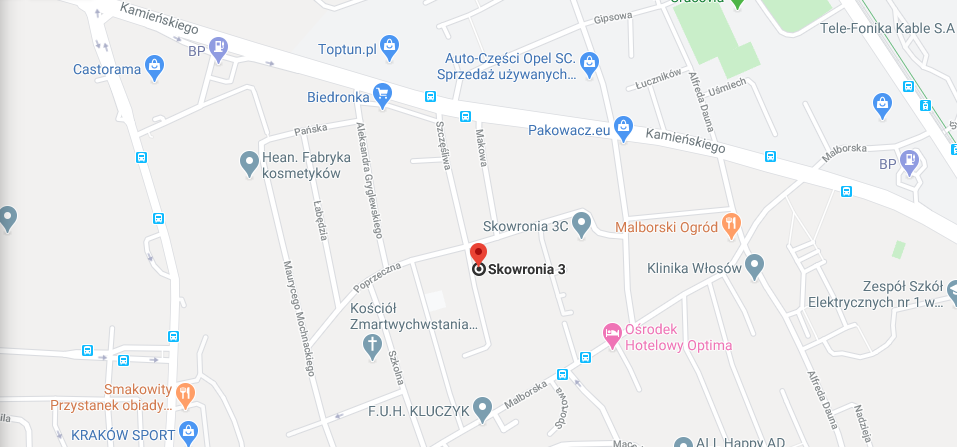 Kamieńskiego
Gipsowa
Cracovia
BP
Toptun.pl
Auto-Części Opel SC.
Sprzedaż używanych...
Tele-Fonika Kable S.A
Castorama
Łuczników
Uśmiech
Alfreda Dauna
Biedronka
Pakowacz.eu
Kamieńskiego
Pańska
Aleksandra Gryglewskiego
Szczęśliwa
Makowa
Malborska
BP
Hean. Fabryka
kosmetyków
Łabędzia
Skowronia 3C
Malborski Ogród
Skowronia 3
Poprzeczna
Klinika Włosów
Maurycego Mochnackiego
Zespół Szkół
Elektrycznych nr 1 w...
Kościół
Zmartwychwstania...
Ośrodek
Hotelowy Optima
Szkolna
Smakowity
Przystanek obiady...
Malborska
Sporna
Alfreda Dauna
Nadzieja
F.U.H. KLUCZYK
KRAKÓW SPORT
ALL Happy AD